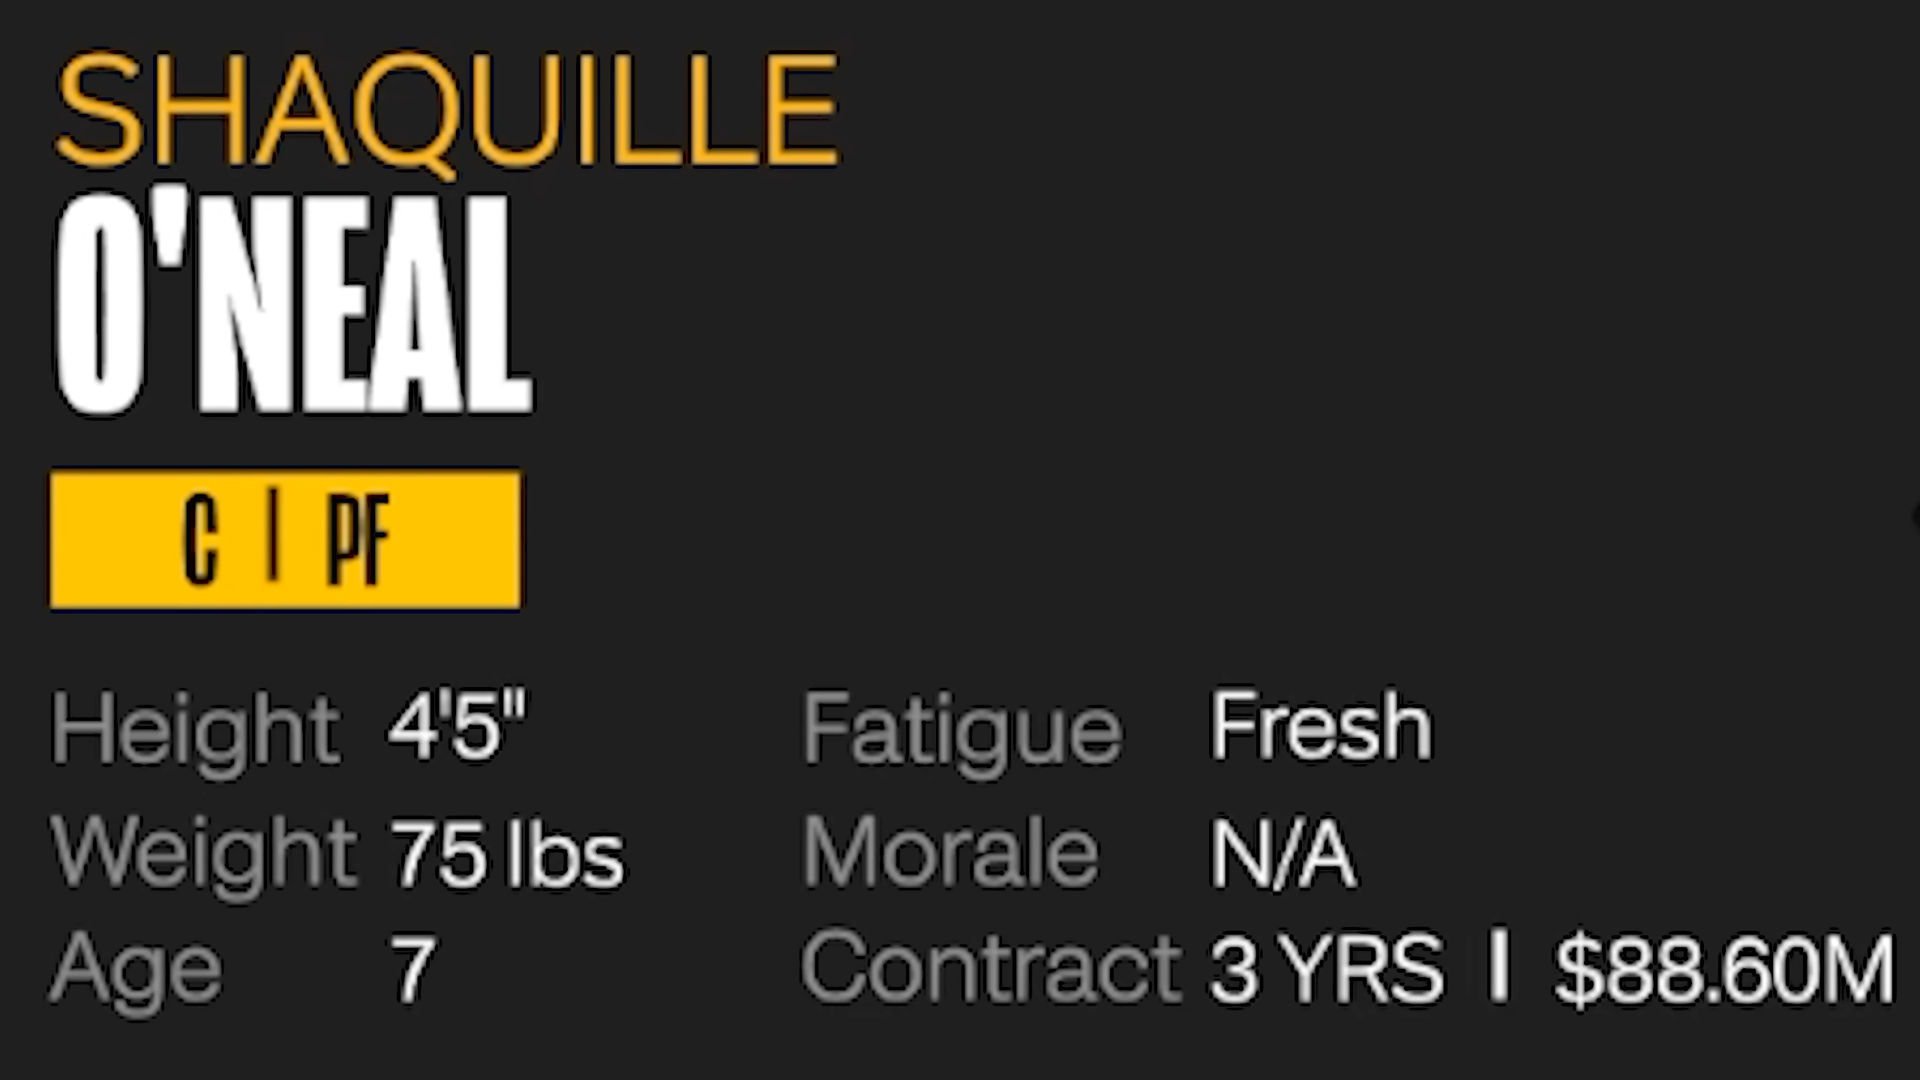 SHAQUILLE
O'NEAL
C | PF
Height 4'5" Fatigue Fresh
Weight 75 lbs Morale N/A
Age 7 Contract 3 YRS | $88.60M